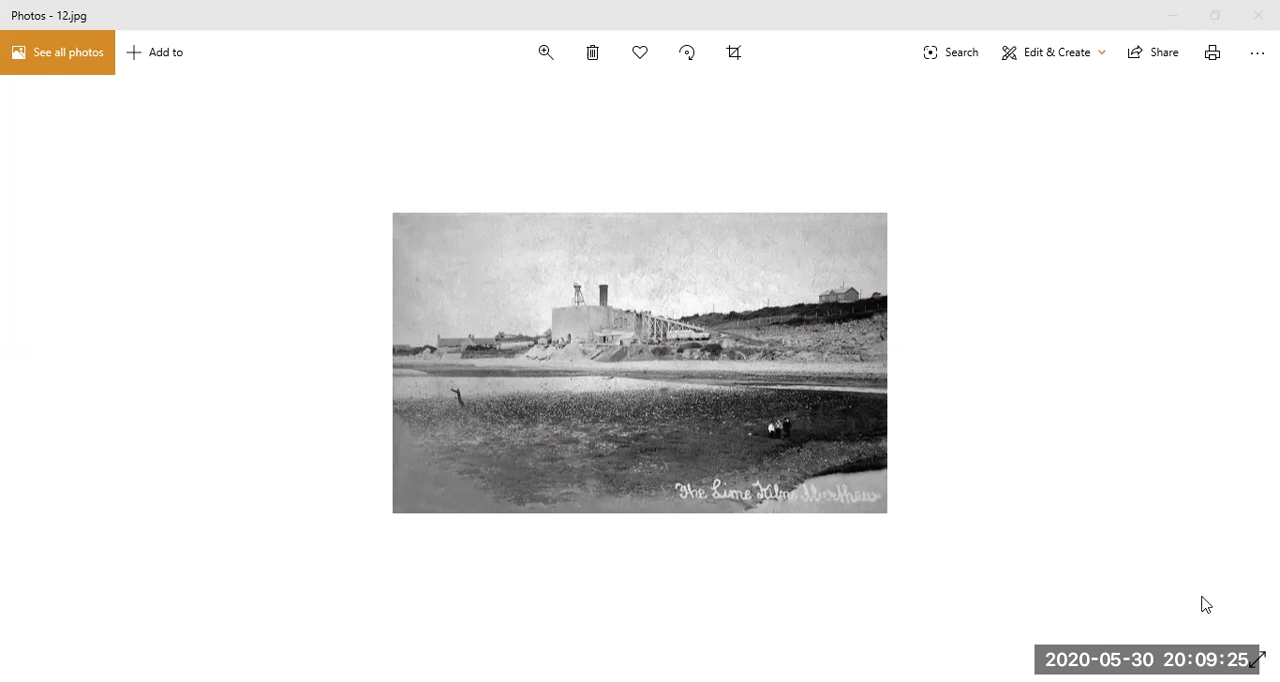 Photos - 12.jpg
See all photos
Add to
Search
Edit & Create
Share
The Lime Kilns Aberthaw
2020-05-30 20:09:25